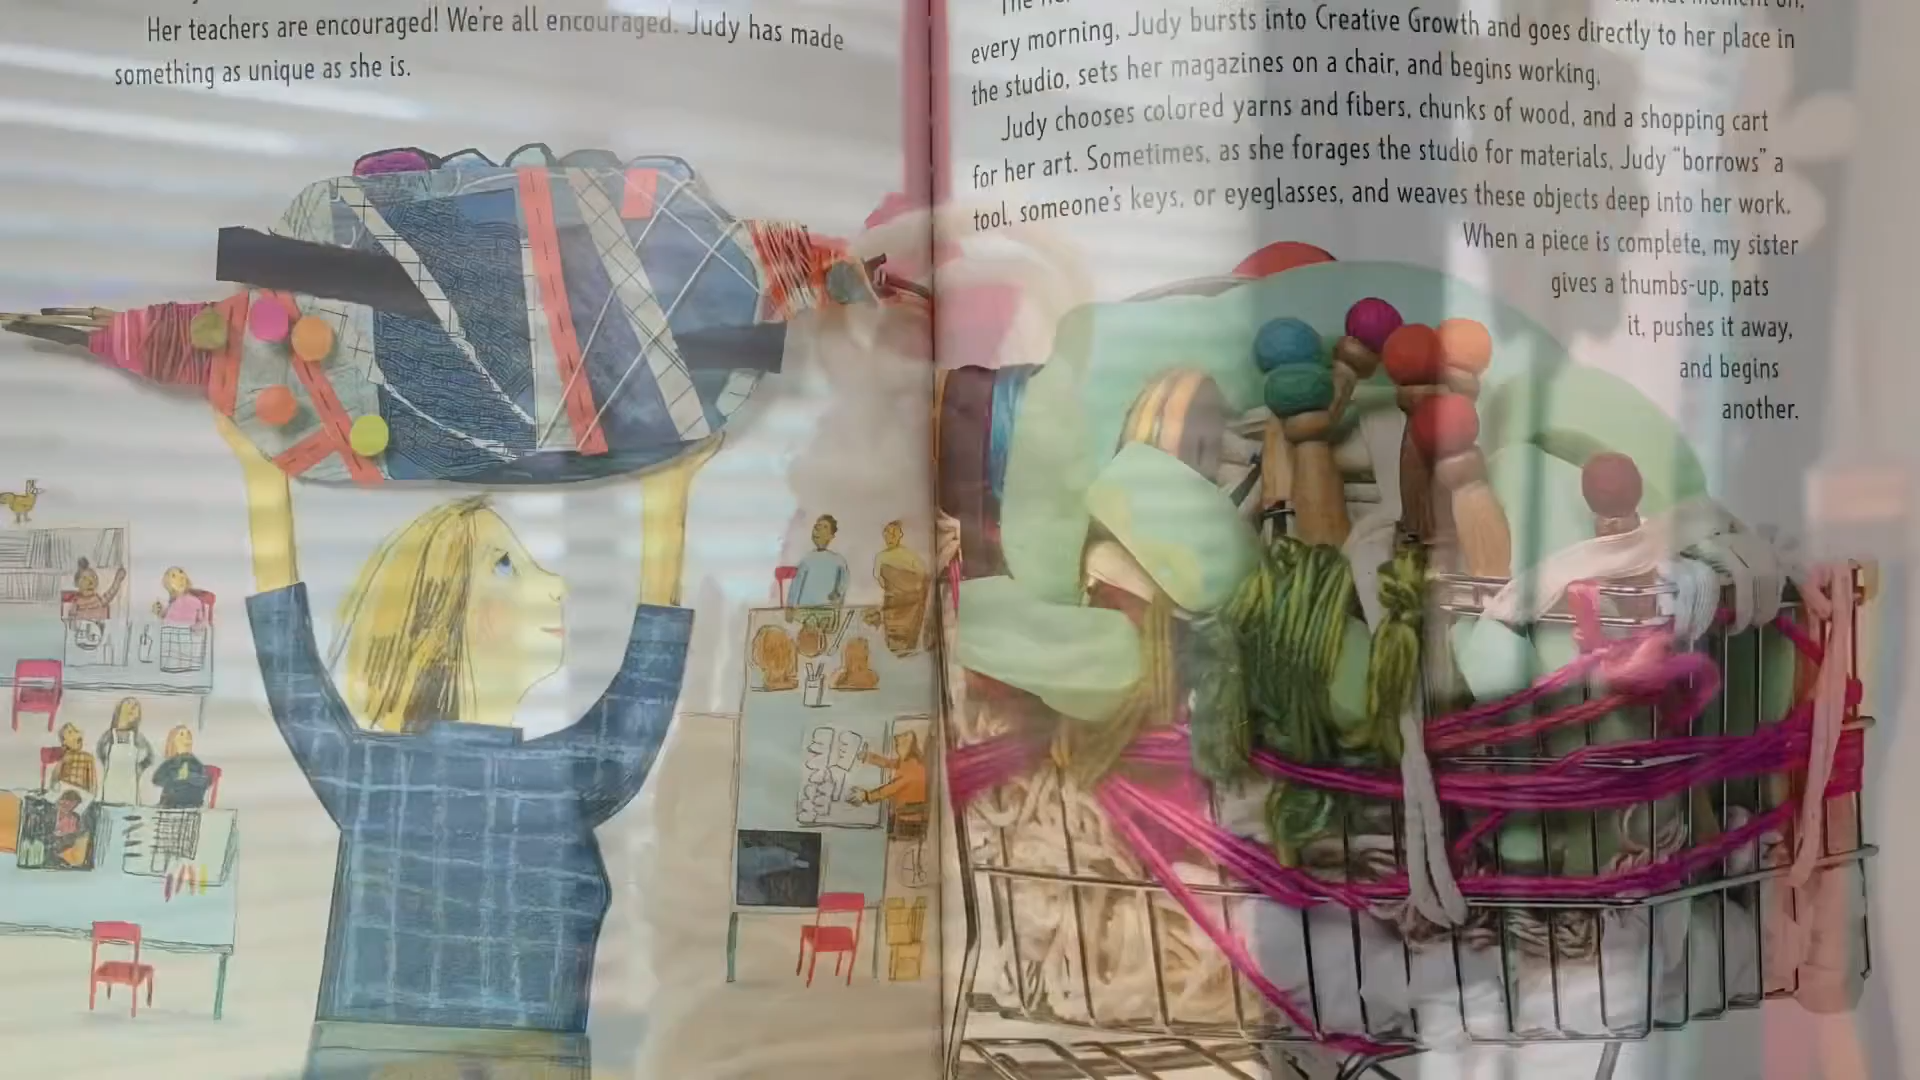 Her teachers are encouraged! We're all encouraged. Judy has made
something as unique as she is.
every morning, Judy bursts into Creative Growth and goes directly to her place in
the studio, sets her magazines on a chair, and begins working.
Judy chooses colored yarns and fibers, chunks of wood, and a shopping cart
for her art. Sometimes, as she forages the studio for materials, Judy “borrows” a
tool, someone's keys, or eyeglasses, and weaves these objects deep into her work.
When a piece is complete, my sister
gives a thumbs-up, pats
it, pushes it away,
and begins
another.